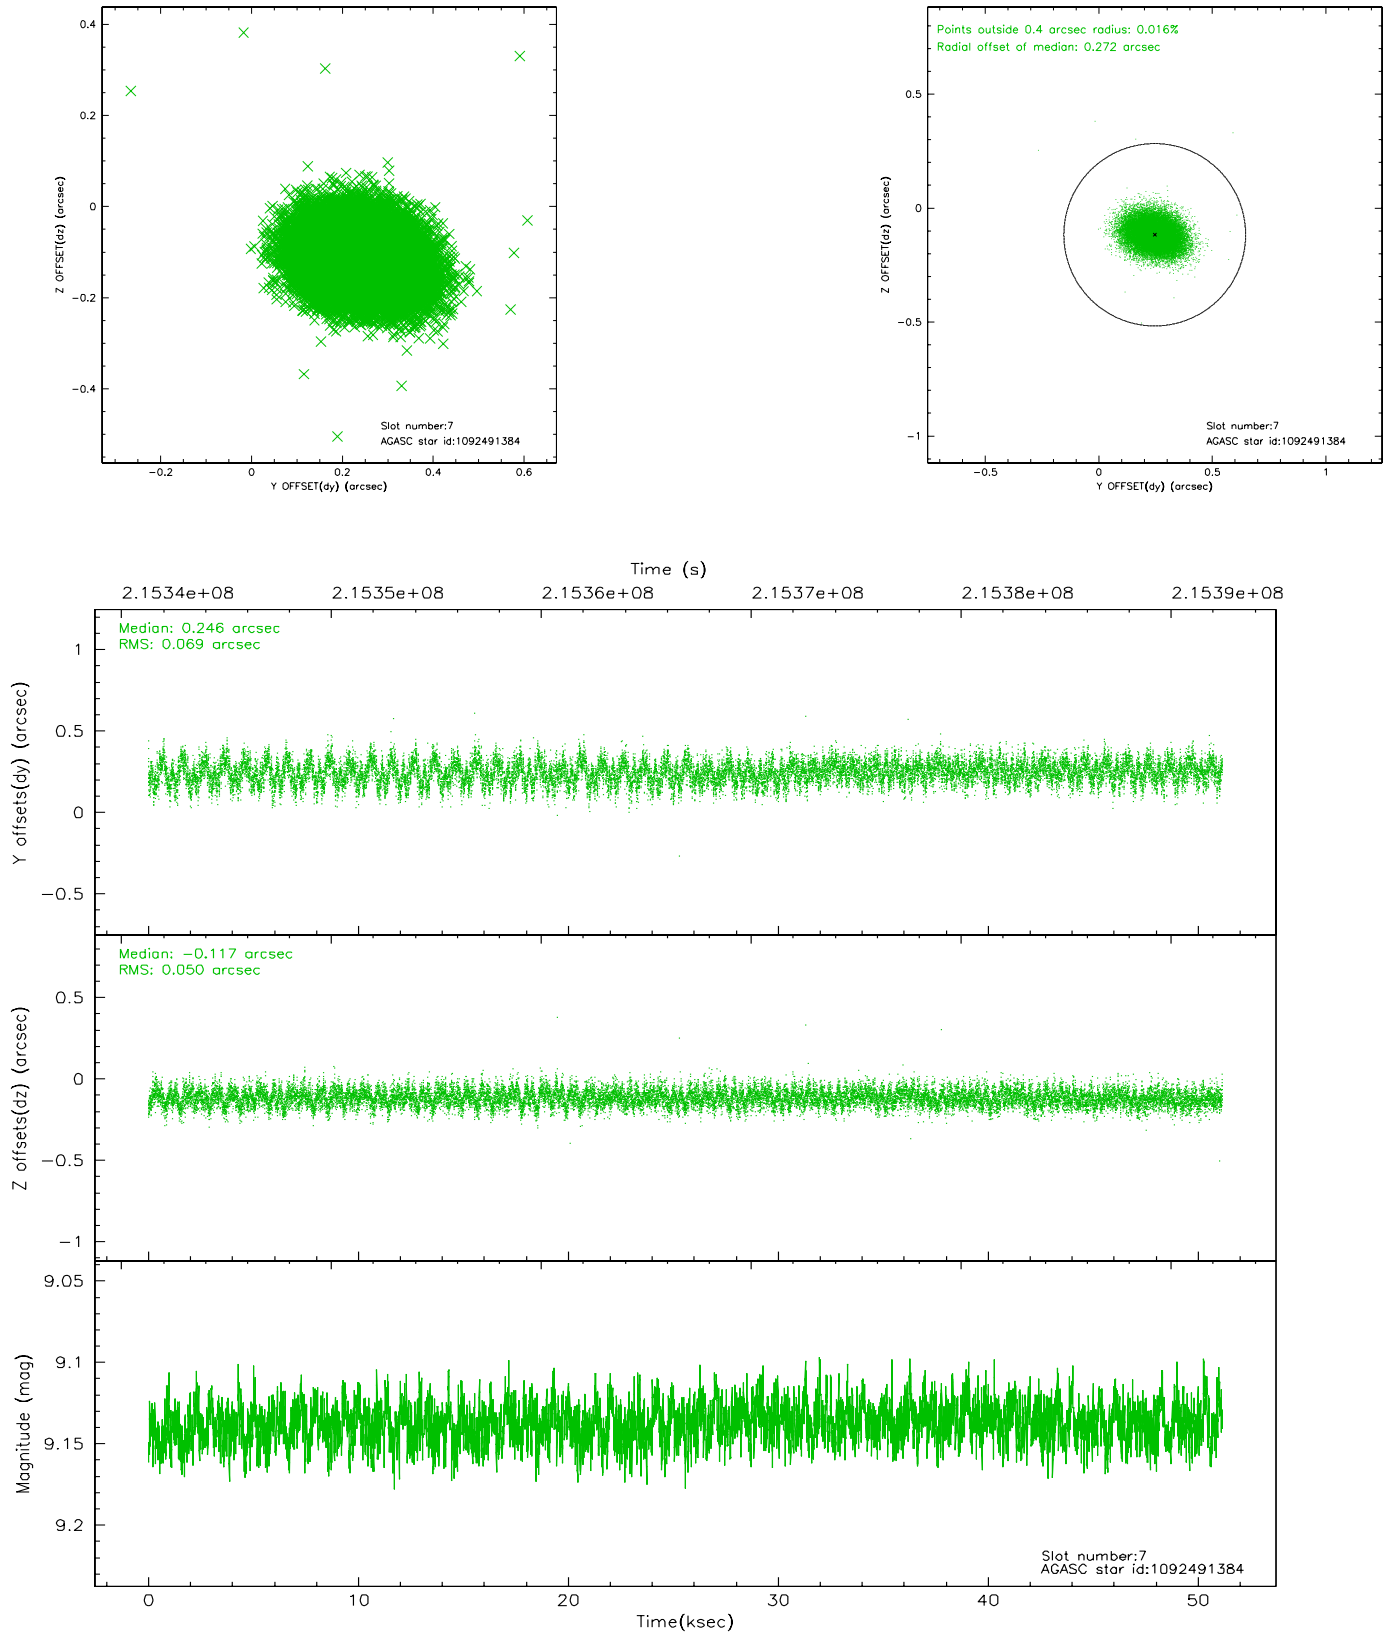 0.4
0.2
0
−0.2
−0.4
Z OFFSET(dz) (arcsec)
Slot number:7
AGASC star id:1092491384
−0.2 0 0.2 0.4 0.6
Y OFFSET(dy) (arcsec)
Points outside 0.4 arcsec radius: 0.016%
Radial offset of median: 0.272 arcsec
0.5
0
−0.5
−1
Z OFFSET(dz) (arcsec)
Slot number:7
AGASC star id:1092491384
−0.5 0 0.5 1
Y OFFSET(dy) (arcsec)
Time (s)
2.1534e+08 2.1535e+08 2.1536e+08 2.1537e+08 2.1538e+08 2.1539e+08
Median: 0.246 arcsec
RMS: 0.069 arcsec
1
0.5
0
−0.5
Y offsets(dy) (arcsec)
Median: −0.117 arcsec
RMS: 0.050 arcsec
0.5
0
−0.5
−1
Z offsets(dz) (arcsec)
9.05
9.1
9.15
9.2
Magnitude (mag)
Slot number:7
AGASC star id:1092491384
0 10 20 30 40 50
Time(ksec)